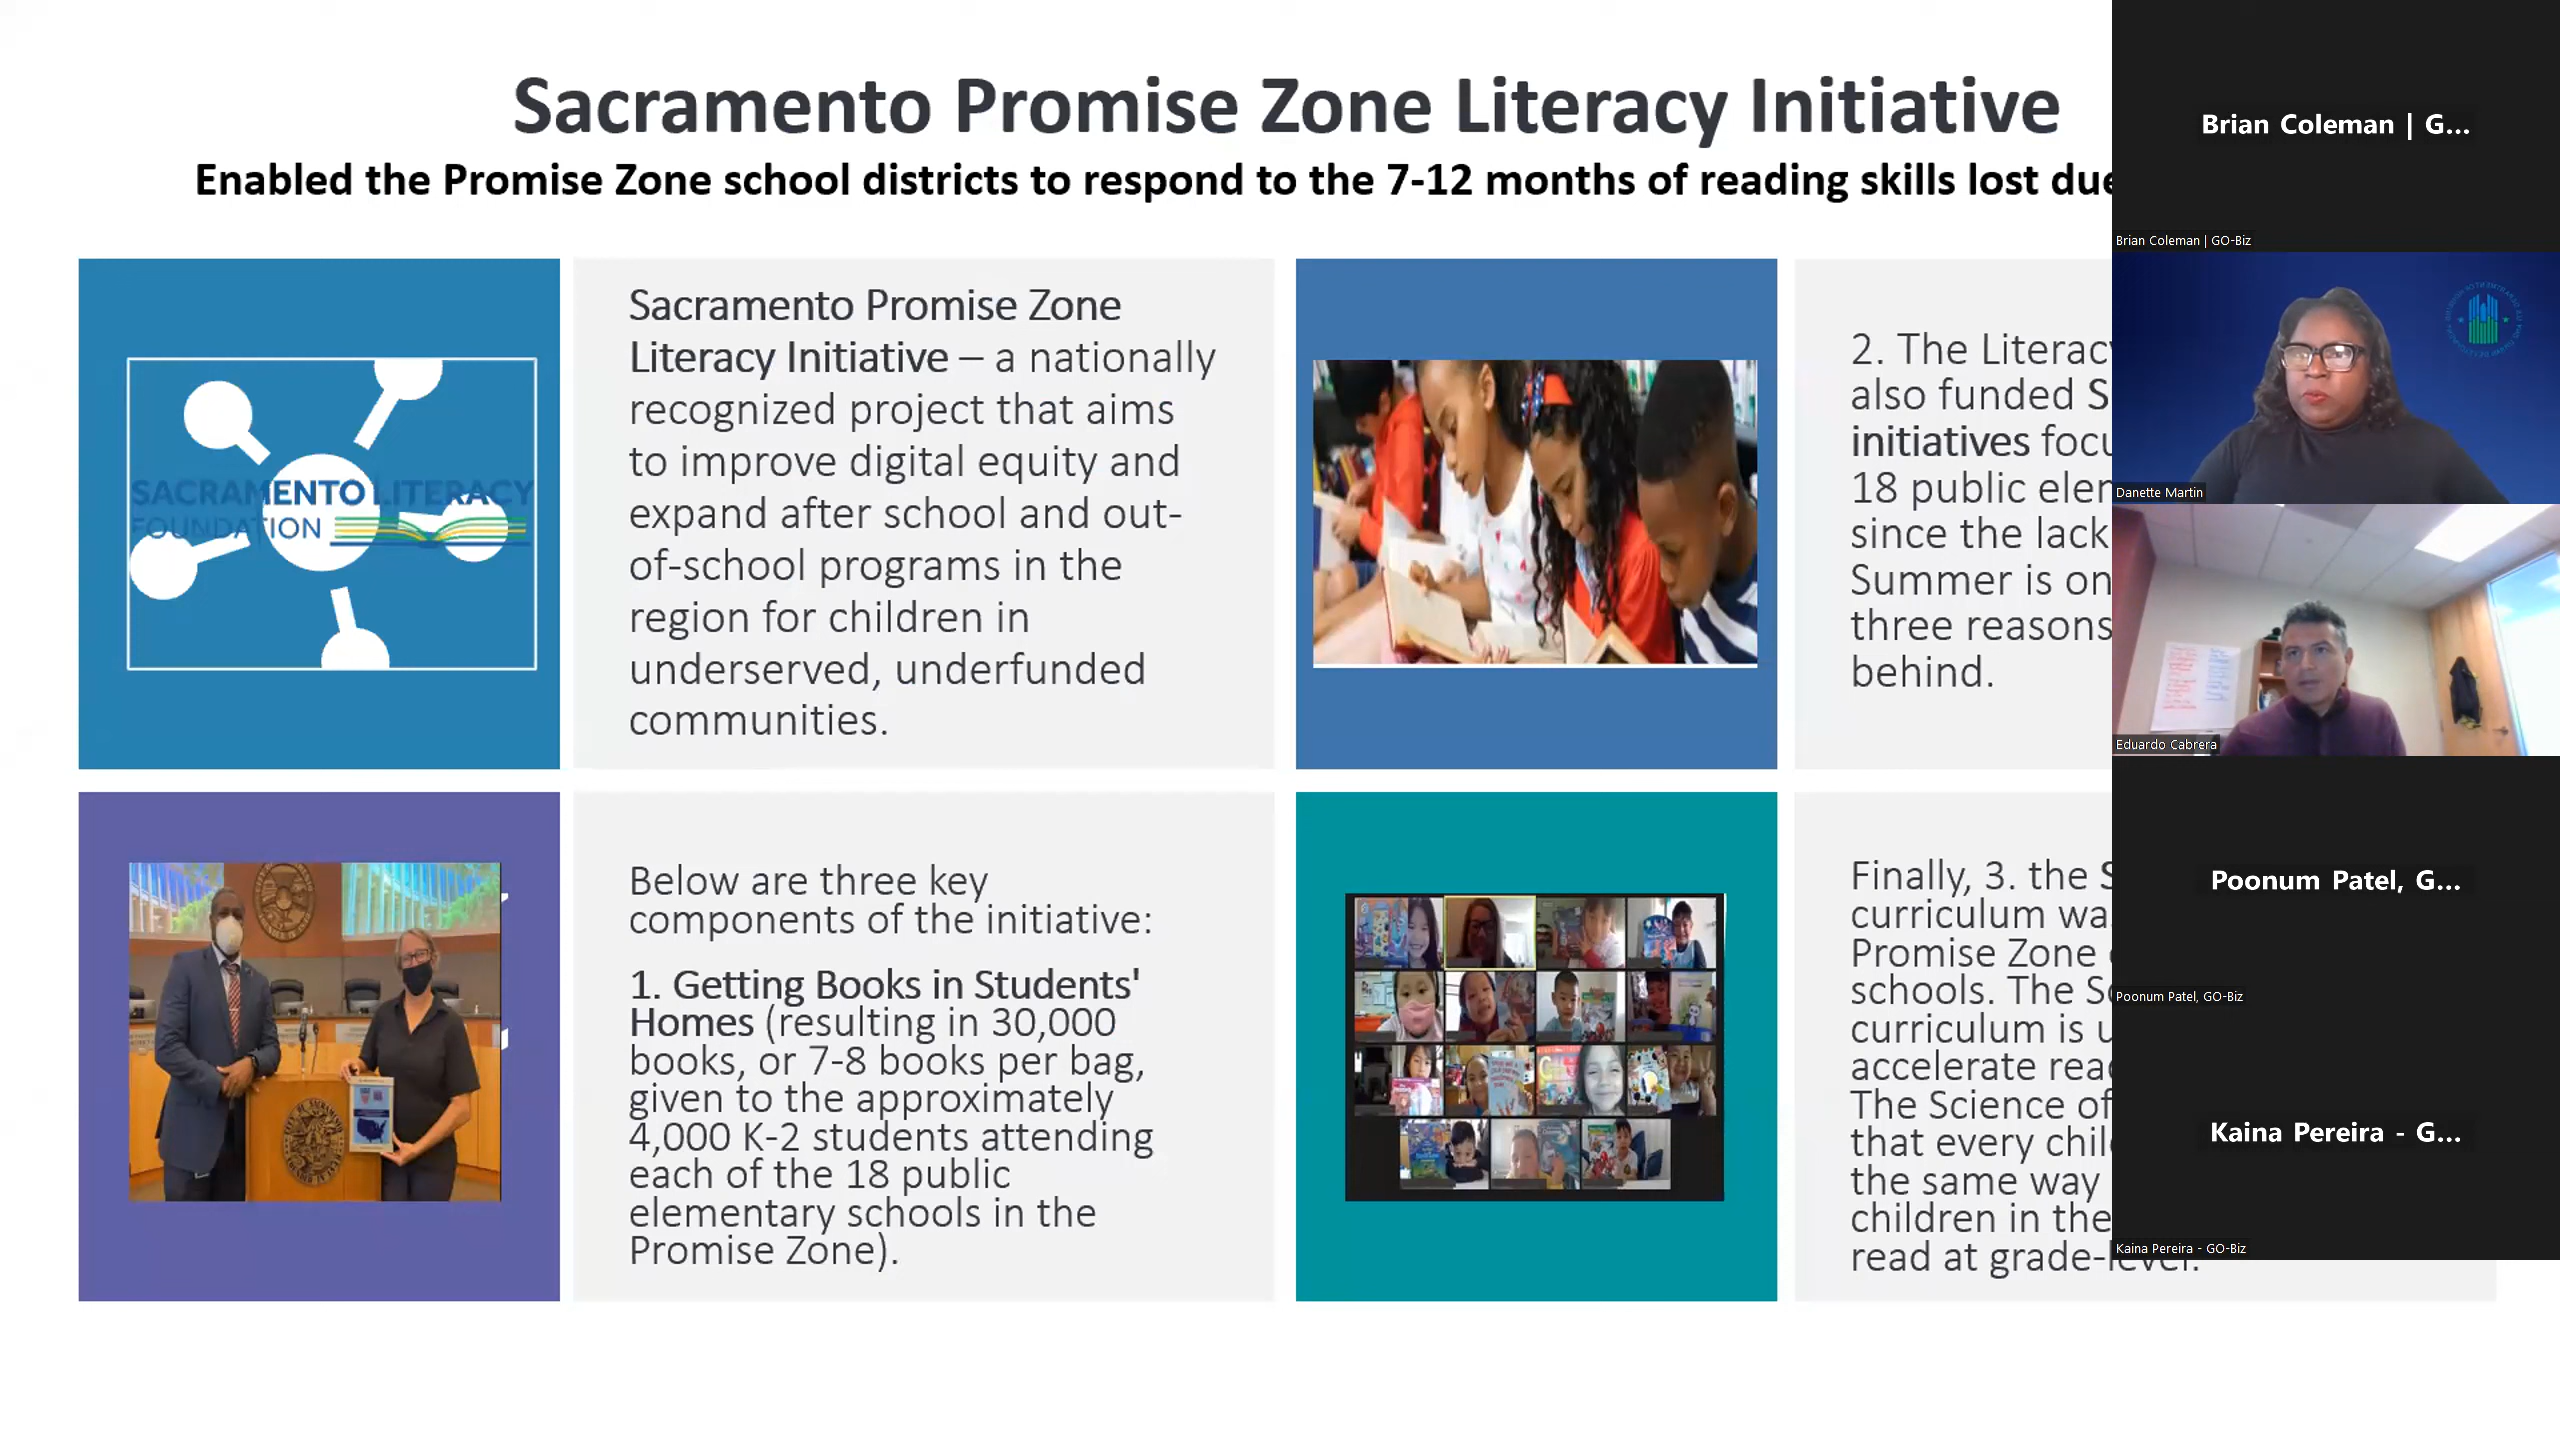 Sacramento Promise Zone Literacy Initiative
Enabled the Promise Zone school districts to respond to the 7-12 months of reading skills lost due
SACRAMENTO LITERACY
FOUNDATION
Sacramento Promise Zone
Literacy Initiative – a nationally
recognized project that aims
to improve digital equity and
expand after school and out-
of-school programs in the
region for children in
underserved, underfunded
communities.
2. The Literacy
also funded S
initiatives focu
18 public elem
since the lack
Summer is on
three reasons
behind.
Below are three key
components of the initiative:
1. Getting Books in Students'
Homes (resulting in 30,000
books, or 7-8 books per bag,
given to the approximately
4,000 K-2 students attending
each of the 18 public
elementary schools in the
Promise Zone).
Finally, 3. the S
curriculum wa
Promise Zone
schools. The Sc
curriculum is u
accelerate rea
The Science of
that every chil
the same way
children in the
read at grade-level.
Brian Coleman | G...
Brian Coleman | GO-Biz
Danette Martin
Eduardo Cabrera
Poonum Patel, G...
Poonum Patel, GO-Biz
Kaina Pereira - G...
Kaina Pereira - GO-Biz